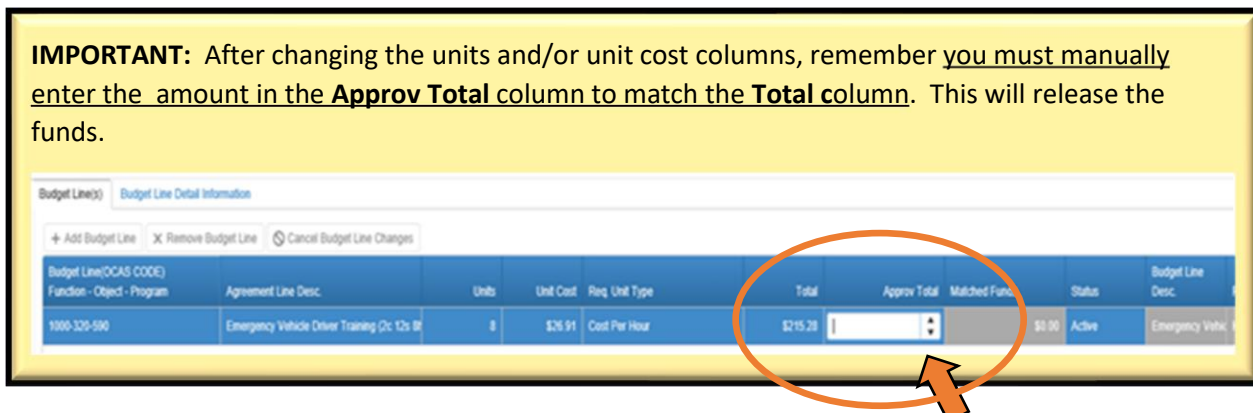 IMPORTANT: After changing the units and/or unit cost columns, remember you must manually
enter the amount in the Approv Total column to match the Total column. This will release the
funds.
Budget Line(s) Budget Line Detail Information
+ Add Budget Line X Remove Budget Line Cancel Budget Line Changes
Budget Line(OCAS CODE)
Function - Object - Program Agreement Line Desc. Units Unit Cost Req. Unit Type Total Approv Total Matched Fund Status Budget Line
Desc.
1000-320-590 Emergency Vehicle Driver Training (2c 12s 8 $26.91 Cost Per Hour $215.28 $0.00 Active Emergency Vehic